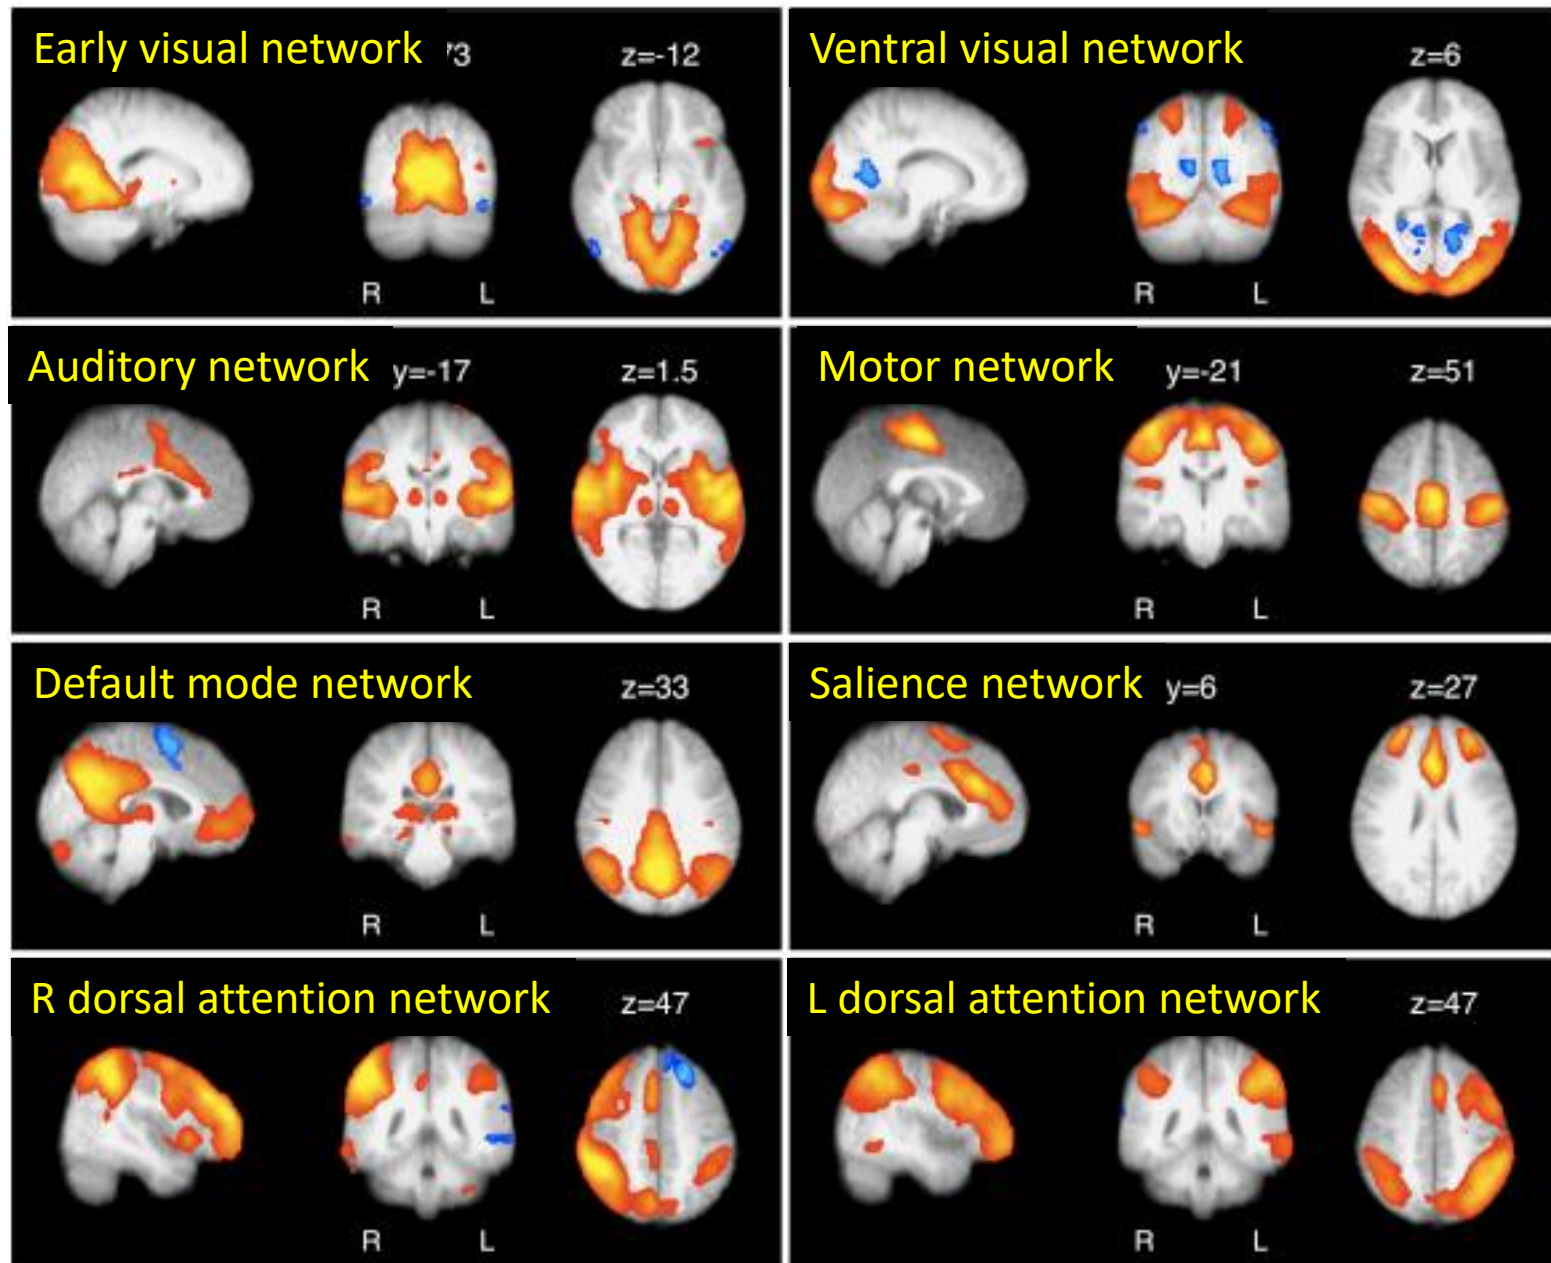 Early visual network 73 z=-12
R L
Ventral visual network z=6
R L
Auditory network y=-17 z=1.5
R L
Motor network y=-21 z=51
R L
Default mode network z=33
R L
Salience network y=6 z=27
R L
R dorsal attention network z=47
R L
L dorsal attention network z=47
R L